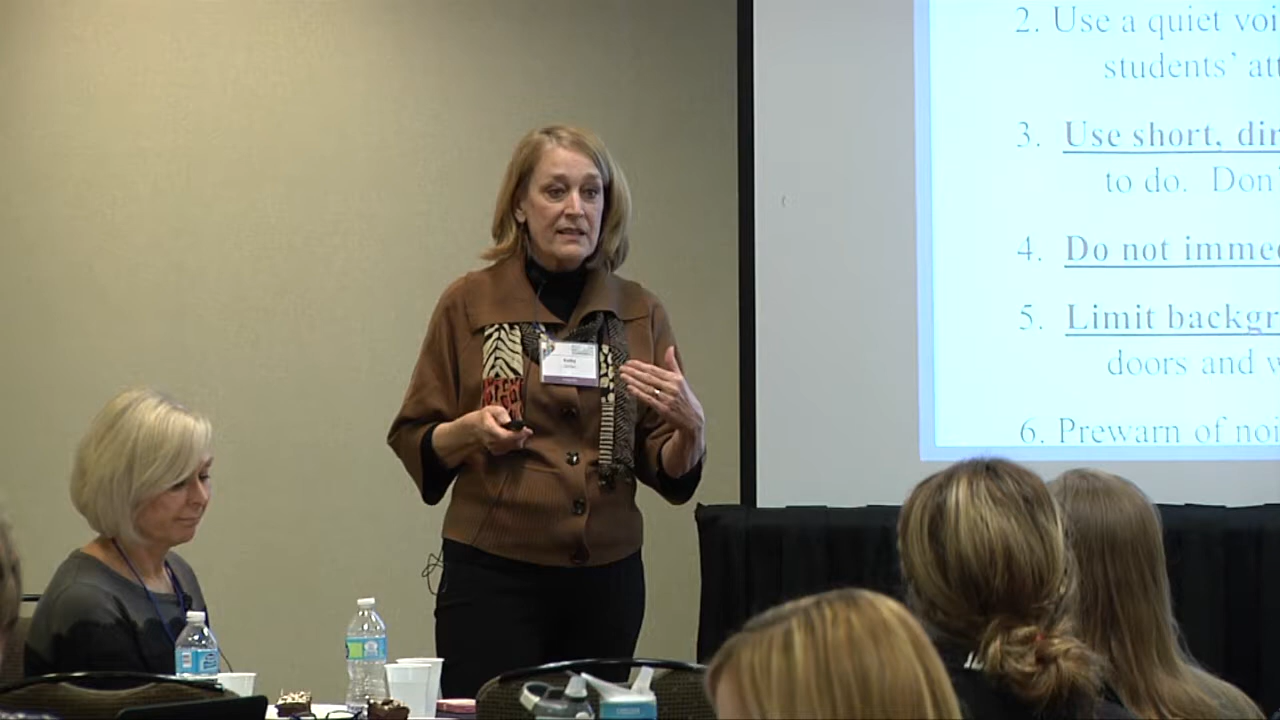 2. Use a quiet voi
students' att
3. Use short, dir
to do. Don'
4. Do not immed
5. Limit backgr
doors and w
6. Prewarn of noi